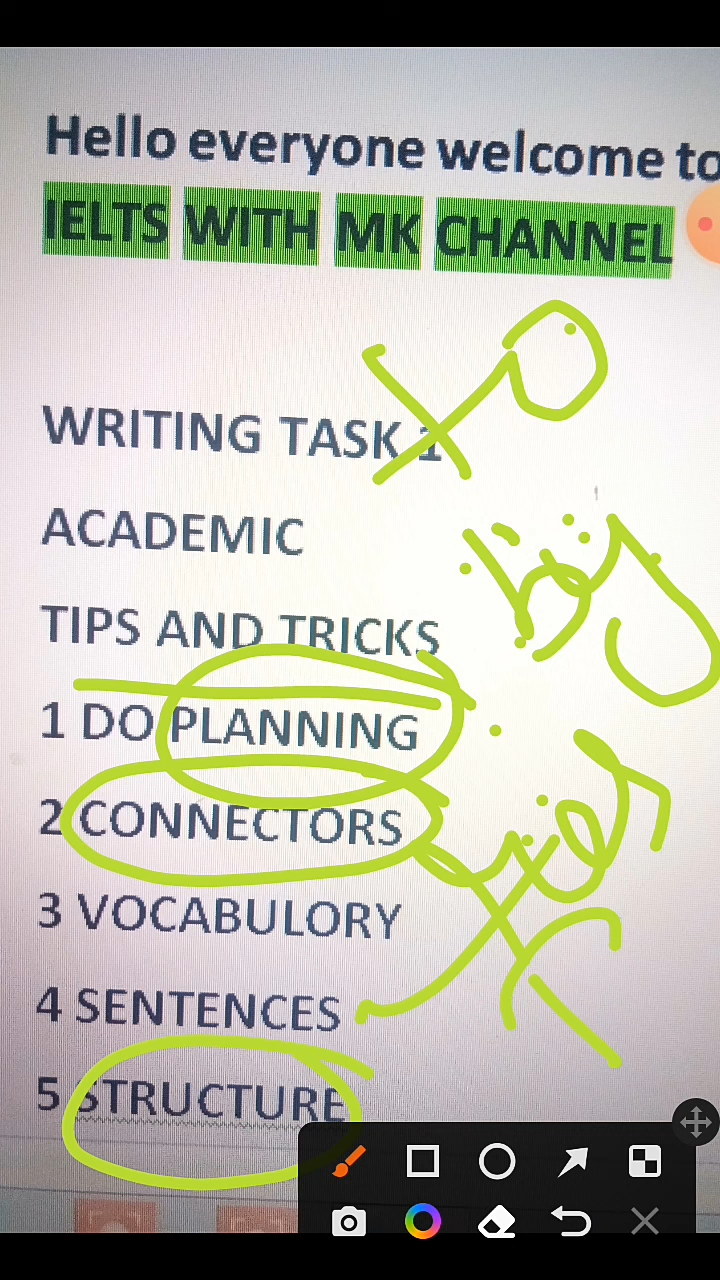 Hello everyone welcome to
IELTS WITH MK CHANNEL
WRITING TASK 1
ACADEMIC
TIPS AND TRICKS
1 DO PLANNING
2 CONNECTORS
3 VOCABULORY
4 SENTENCES
5 STRUCTURE